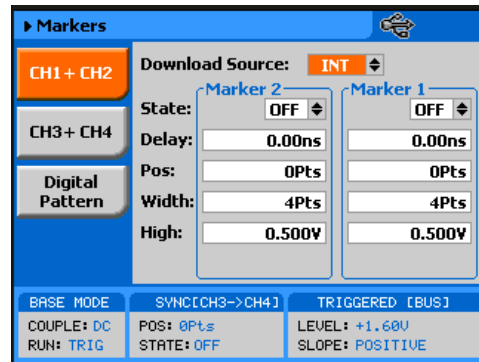 Markers
CH1+ CH2
CH3+ CH4
Digital
Pattern
Download Source: INT
Marker 2 Marker 1
State: OFF OFF
Delay: 0.00ns 0.00ns
Pos: 0Pts 0Pts
Width: 4Pts 4Pts
High: 0.500V 0.500V
BASE MODE SYNC[CH3->CH4] TRIGGERED [BUS]
COUPLE: DC POS: 0Pts LEVEL: +1.60V
RUN: TRIG STATE: OFF SLOPE: POSITIVE